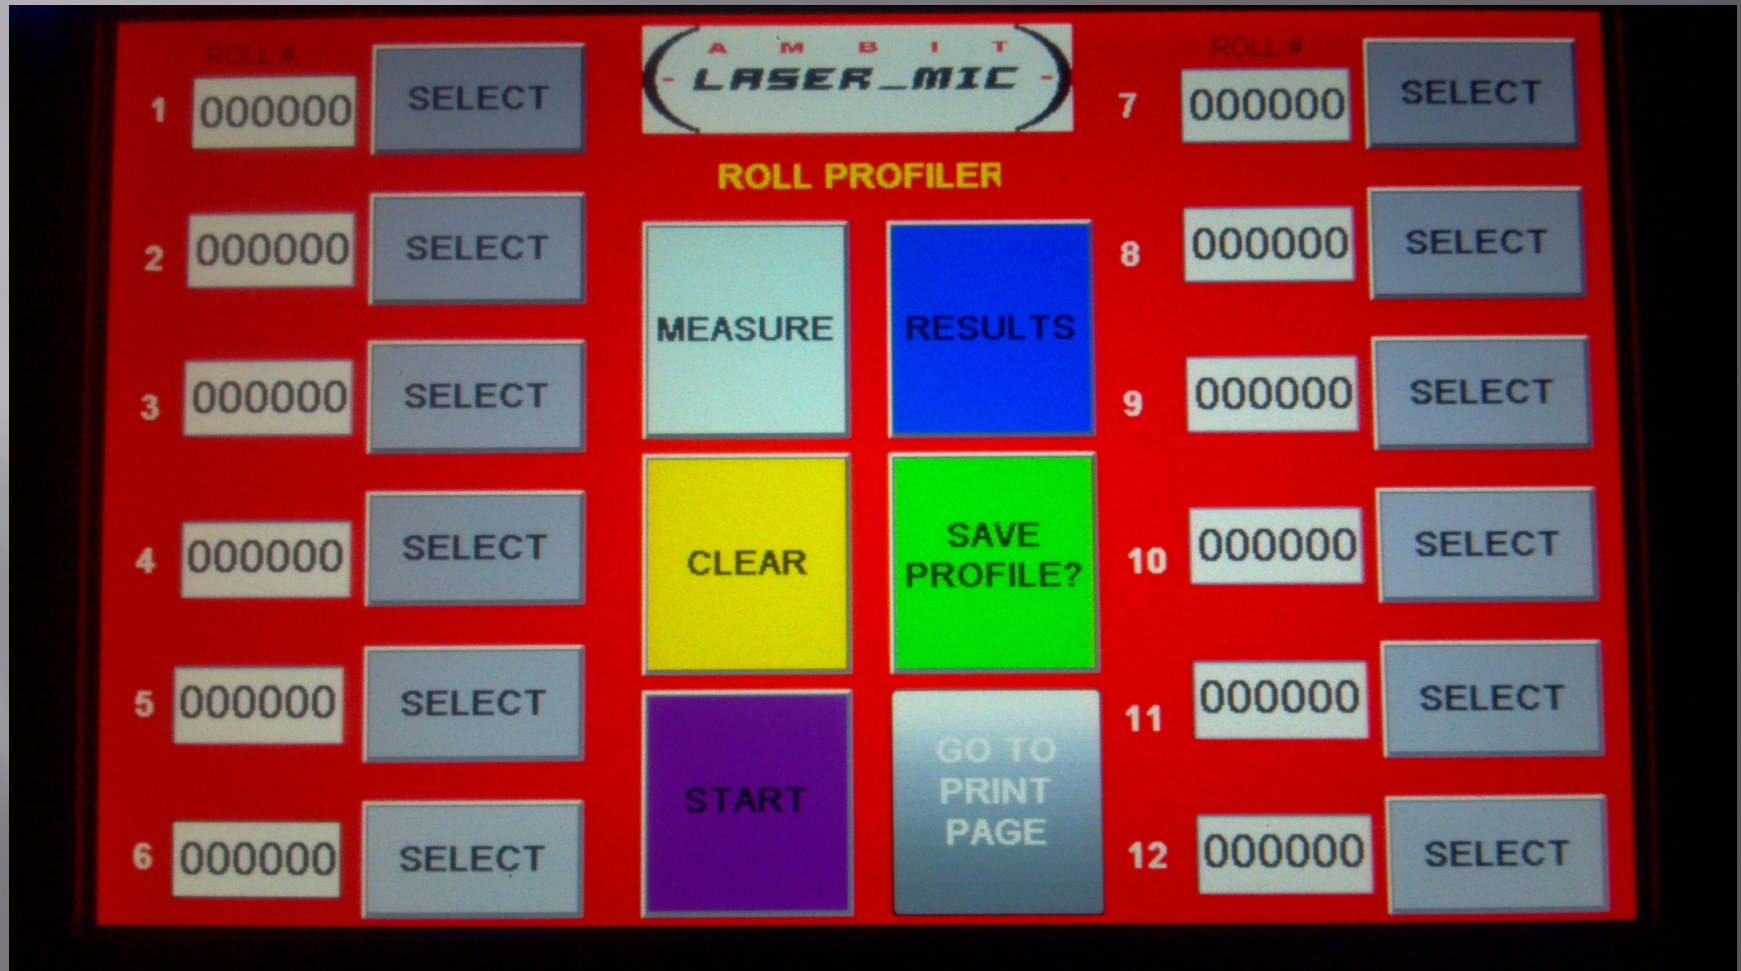 ROLL #
1 000000 SELECT
2 000000 SELECT
3 000000 SELECT
4 000000 SELECT
5 000000 SELECT
6 000000 SELECT
AMBIT
- LASER_MIC -
ROLL PROFILER
MEASURE
RESULTS
CLEAR
SAVE
PROFILE?
START
GO TO
PRINT
PAGE
ROLL #
7 000000 SELECT
8 000000 SELECT
9 000000 SELECT
10 000000 SELECT
11 000000 SELECT
12 000000 SELECT